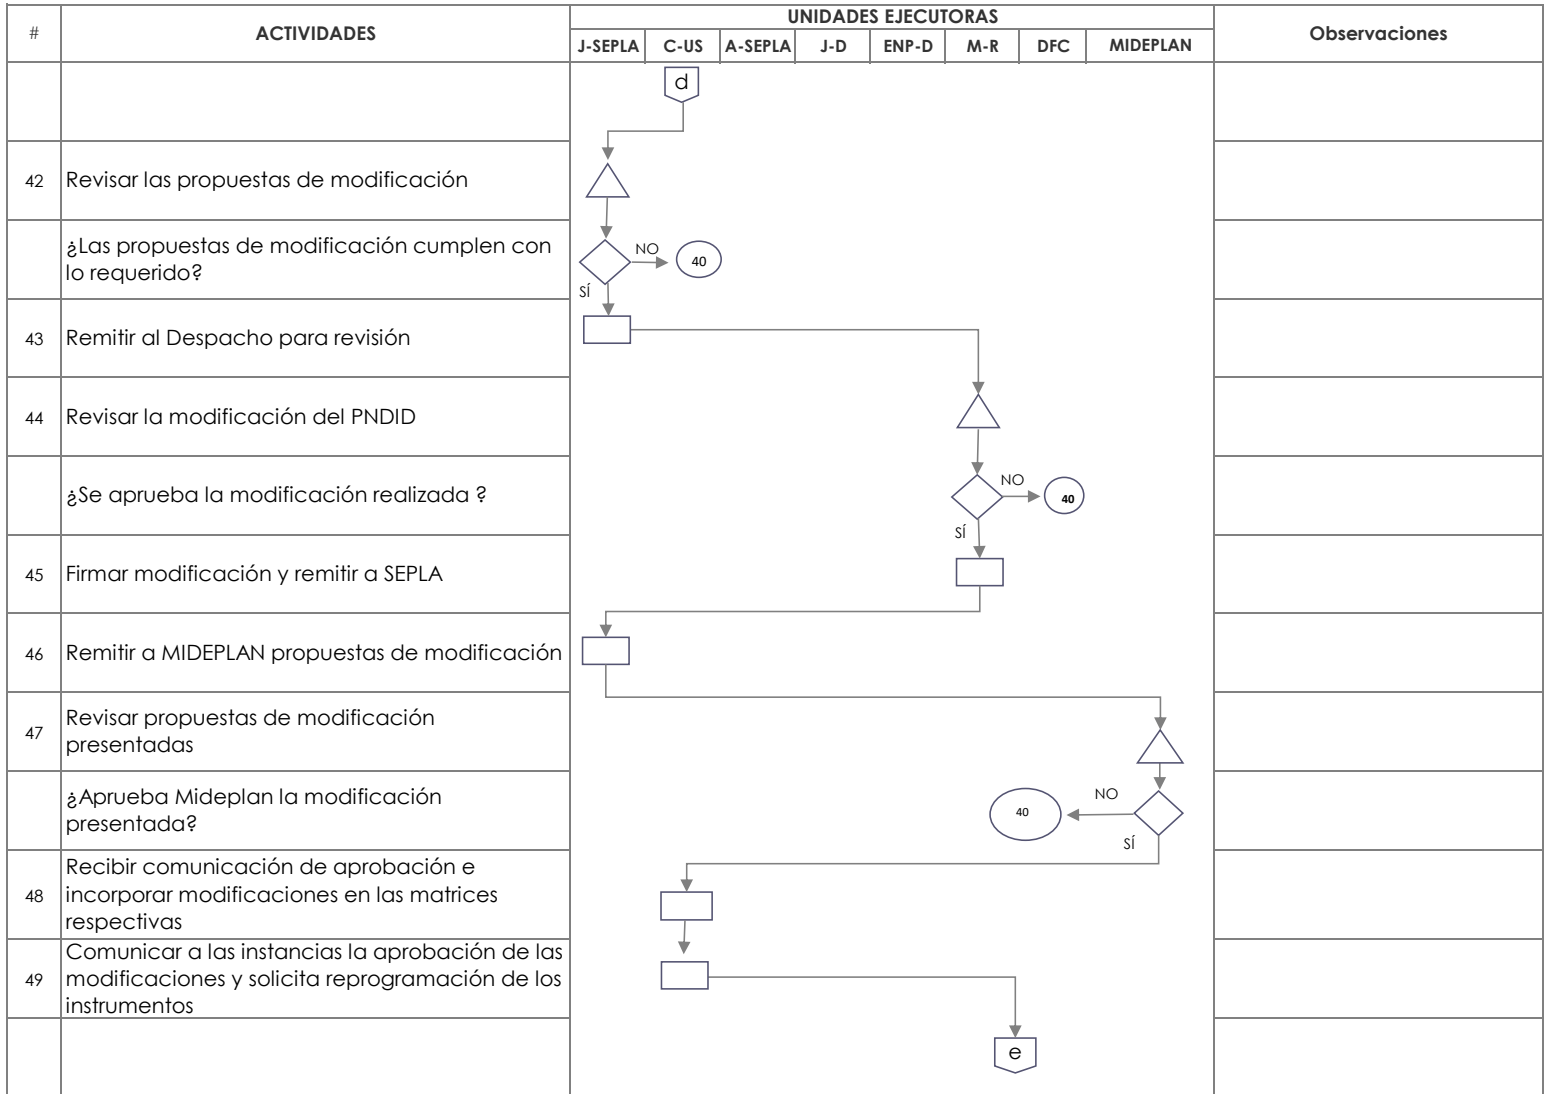 #
ACTIVIDADES
UNIDADES EJECUTORAS
Observaciones
J-SEPLA C-US A-SEPLA J-D ENP-D M-R DFC MIDEPLAN
d
42 Revisar las propuestas de modificación
¿Las propuestas de modificación cumplen con
lo requerido?
NO
40
SÍ
43 Remitir al Despacho para revisión
44 Revisar la modificación del PNDID
¿Se aprueba la modificación realizada ?
NO
40
SÍ
45 Firmar modificación y remitir a SEPLA
46 Remitir a MIDEPLAN propuestas de modificación
47 Revisar propuestas de modificación
presentadas
¿Aprueba Mideplan la modificación
presentada?
NO
40
SÍ
48 Recibir comunicación de aprobación e
incorporar modificaciones en las matrices
respectivas
49 Comunicar a las instancias la aprobación de las
modificaciones y solicita reprogramación de los
instrumentos
e